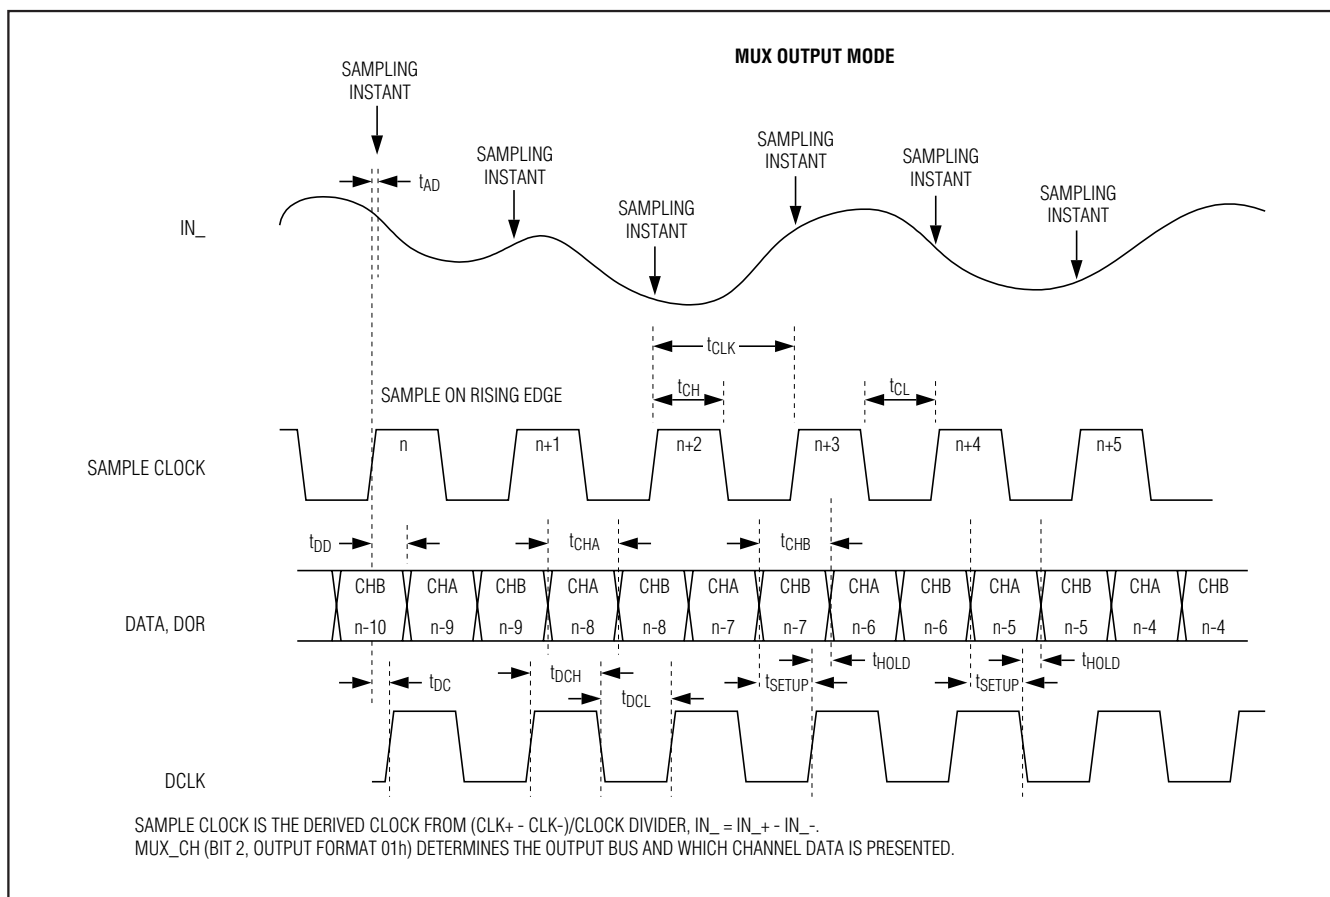 MUX OUTPUT MODE
SAMPLING
INSTANT
SAMPLING
INSTANT
SAMPLING
INSTANT
SAMPLING
INSTANT
SAMPLING
INSTANT
SAMPLING
INSTANT
tAD
IN_
tCLK
tCH
tCL
SAMPLE ON RISING EDGE
SAMPLE CLOCK
n n+1 n+2 n+3 n+4 n+5
tDD tCHA tCHB
DATA, DOR
CHB CHA CHB CHA CHB CHA CHB CHA CHB CHA CHB CHA CHB
n-10 n-9 n-9 n-8 n-8 n-7 n-7 n-6 n-6 n-5 n-5 n-4 n-4
tHOLD tHOLD
tDC tDCH tDCL tSETUP tSETUP
DCLK
SAMPLE CLOCK IS THE DERIVED CLOCK FROM (CLK+ - CLK-)/CLOCK DIVIDER, IN_ = IN_+ - IN_-.
MUX_CH (BIT 2, OUTPUT FORMAT 01h) DETERMINES THE OUTPUT BUS AND WHICH CHANNEL DATA IS PRESENTED.